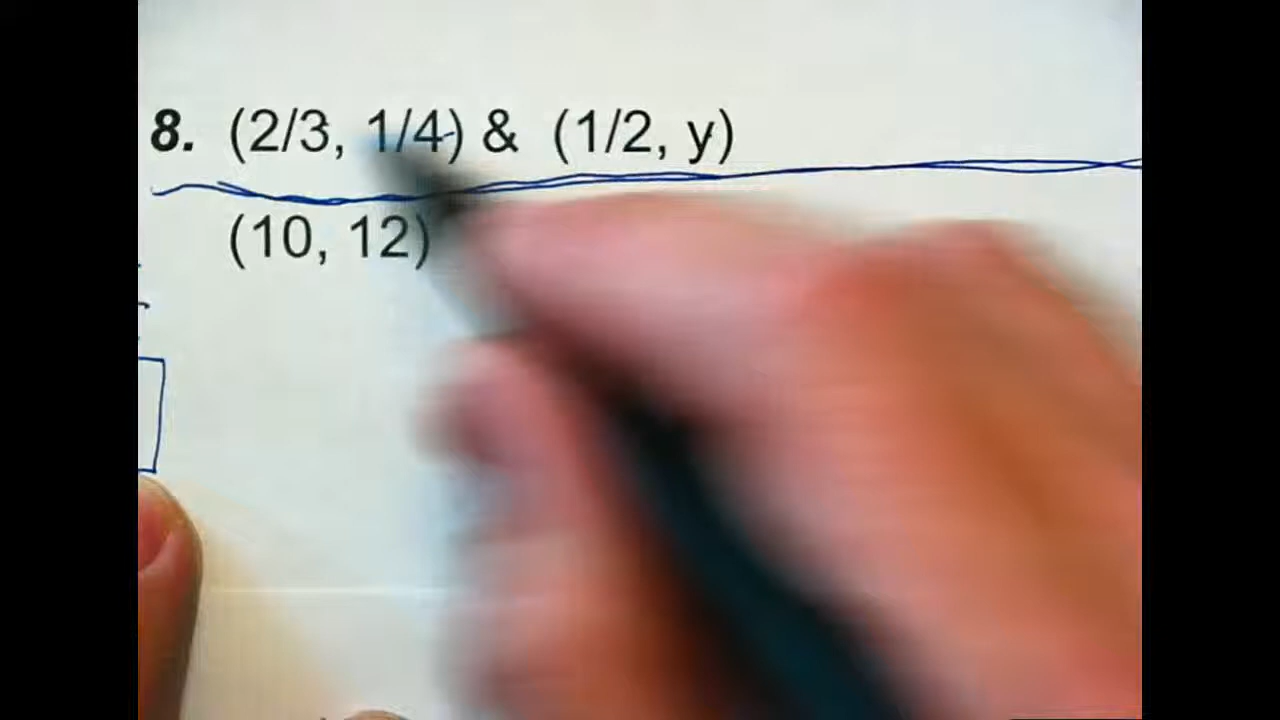 8. (2/3, 1/4) & (1/2, y)
(10, 12)